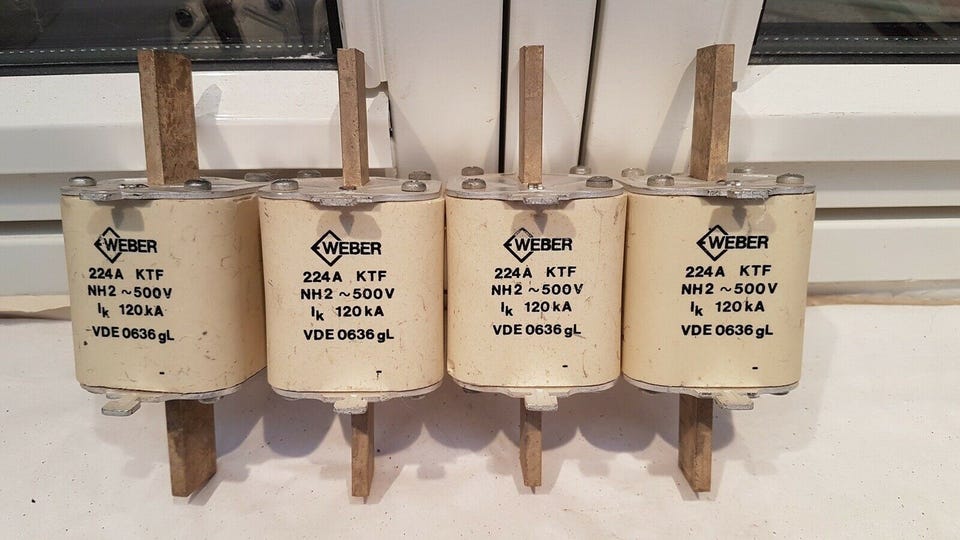 WEBER
224A KTF
NH2 ~500V
Ik 120kA
VDE 0636 gL
WEBER
224A KTF
NH2 ~500V
Ik 120kA
VDE 0636 gL
WEBER
224A KTF
NH2 ~500V
Ik 120kA
VDE 0636 gL
WEBER
224A KTF
NH2 ~500V
Ik 120kA
VDE 0636 gL